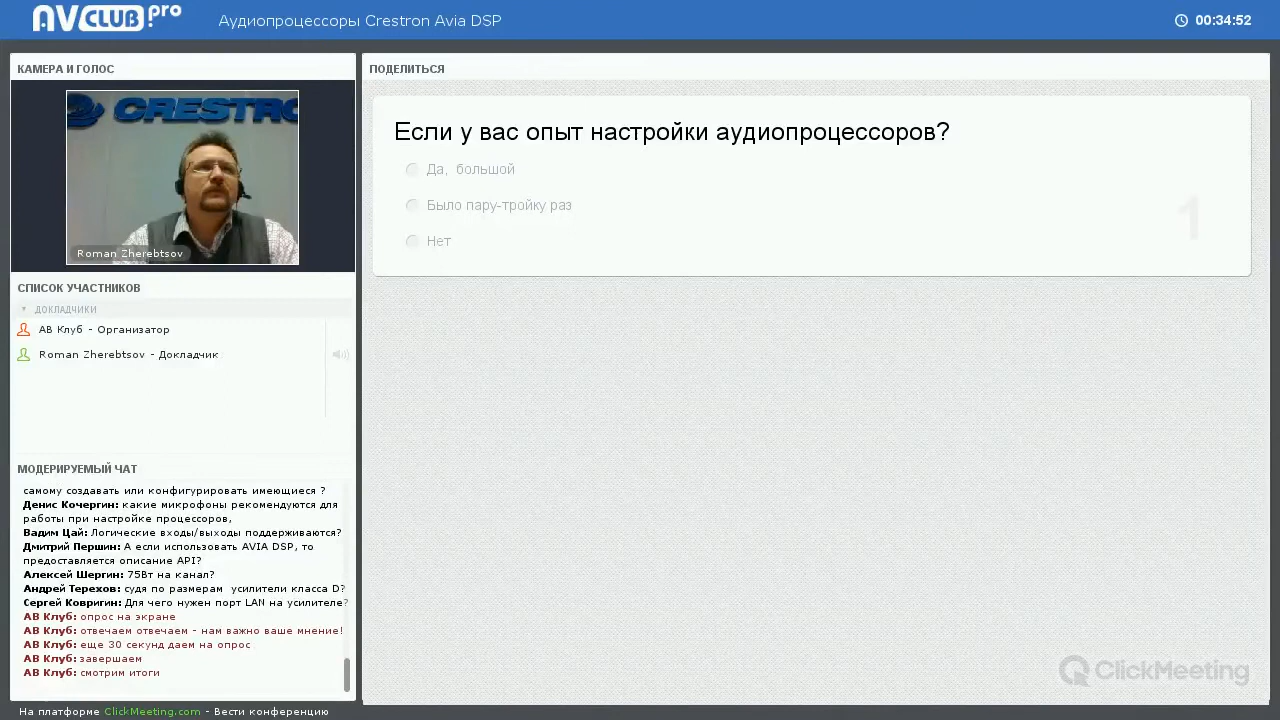 AVCLUB.pro
Аудиопроцессоры Crestron Avia DSP
00:34:52
КАМЕРА И ГОЛОС
CRESTRO
Roman Zherebtsov
СПИСОК УЧАСТНИКОВ
ДОКЛАДЧИКИ
АВ Клуб - Организатор
Roman Zherebtsov - Докладчик
МОДЕРИРУЕМЫЙ ЧАТ
самому создавать или конфигурировать имеющиеся ?
Денис Кочергин: какие микрофоны рекомендуются для
работы при настройке процессоров,
Вадим Цай: Логические входы/выходы поддерживаются?
Дмитрий Першин: А если использовать AVIA DSP, то
предоставляется описание API?
Алексей Шергин: 75Вт на канал?
Андрей Терехов: судя по размерам усилители класса D?
Сергей Ковригин: Для чего нужен порт LAN на усилителе?
АВ Клуб: опрос на экране
АВ Клуб: отвечаем отвечаем - нам важно ваше мнение!
АВ Клуб: еще 30 секунд даем на опрос
АВ Клуб: завершаем
АВ Клуб: смотрим итоги
На платформе ClickMeeting.com - Вести конференцию
ПОДЕЛИТЬСЯ
Если у вас опыт настройки аудиопроцессоров?
Да, большой
Было пару-тройку раз
Нет
1
ClickMeeting